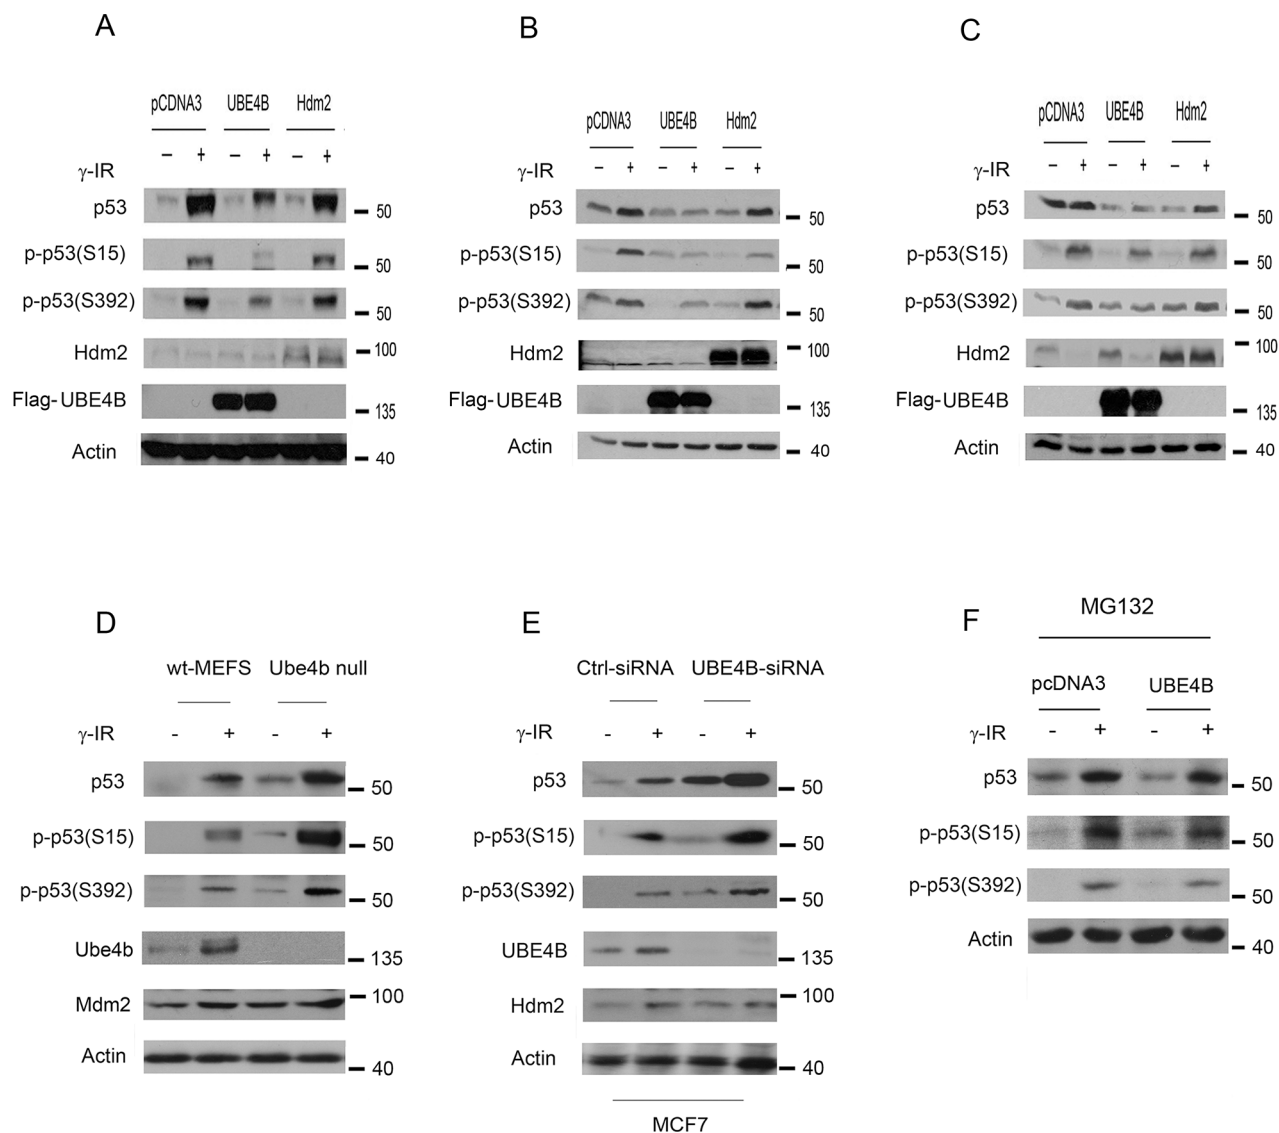 A
pCDNA3 UBE4B Hdm2
γ-IR − + − + − +
p53 50
p-p53(S15) 50
p-p53(S392) 50
Hdm2 100
Flag-UBE4B 135
Actin 40
B
pCDNA3 UBE4B Hdm2
γ-IR − + − + − +
p53 50
p-p53(S15) 50
p-p53(S392) 50
Hdm2 100
Flag-UBE4B 135
Actin 40
C
pCDNA3 UBE4B Hdm2
γ-IR − + − + − +
p53 50
p-p53(S15) 50
p-p53(S392) 50
Hdm2 100
Flag-UBE4B 135
Actin 40
D
wt-MEFS Ube4b null
γ-IR - + - +
p53 50
p-p53(S15) 50
p-p53(S392) 50
Ube4b 135
Mdm2 100
Actin 40
E
Ctrl-siRNA UBE4B-siRNA
γ-IR - + - +
p53 50
p-p53(S15) 50
p-p53(S392) 50
UBE4B 135
Hdm2 100
Actin 40
MCF7
F
MG132
pcDNA3 UBE4B
γ-IR - + - +
p53 50
p-p53(S15) 50
p-p53(S392) 50
Actin 40